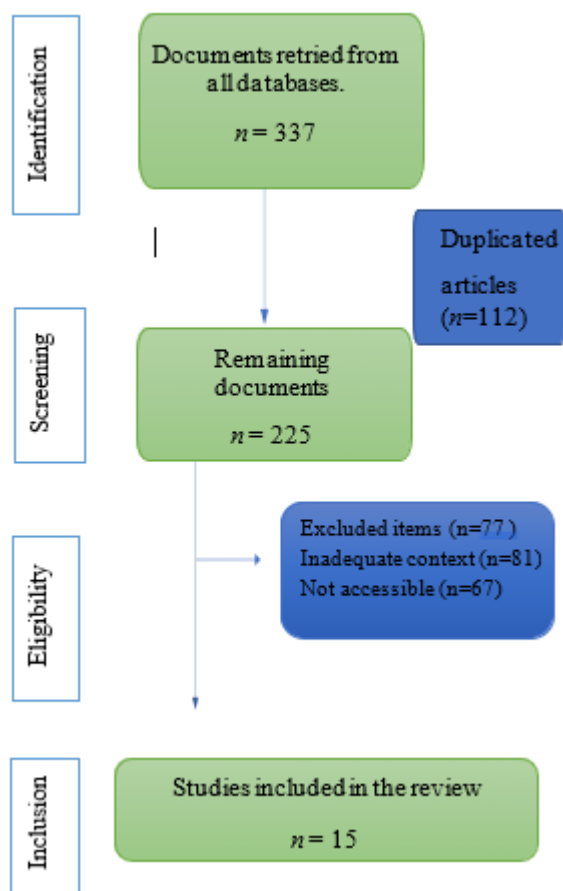 Identification
Documents retried from
all databases.
n = 337
Duplicated
articles
(n=112)
Screening
Remaining
documents
n = 225
Eligibility
Excluded items (n=77 )
Inadequate context (n=81)
Not accessible (n=67)
Inclusion
Studies included in the review
n = 15